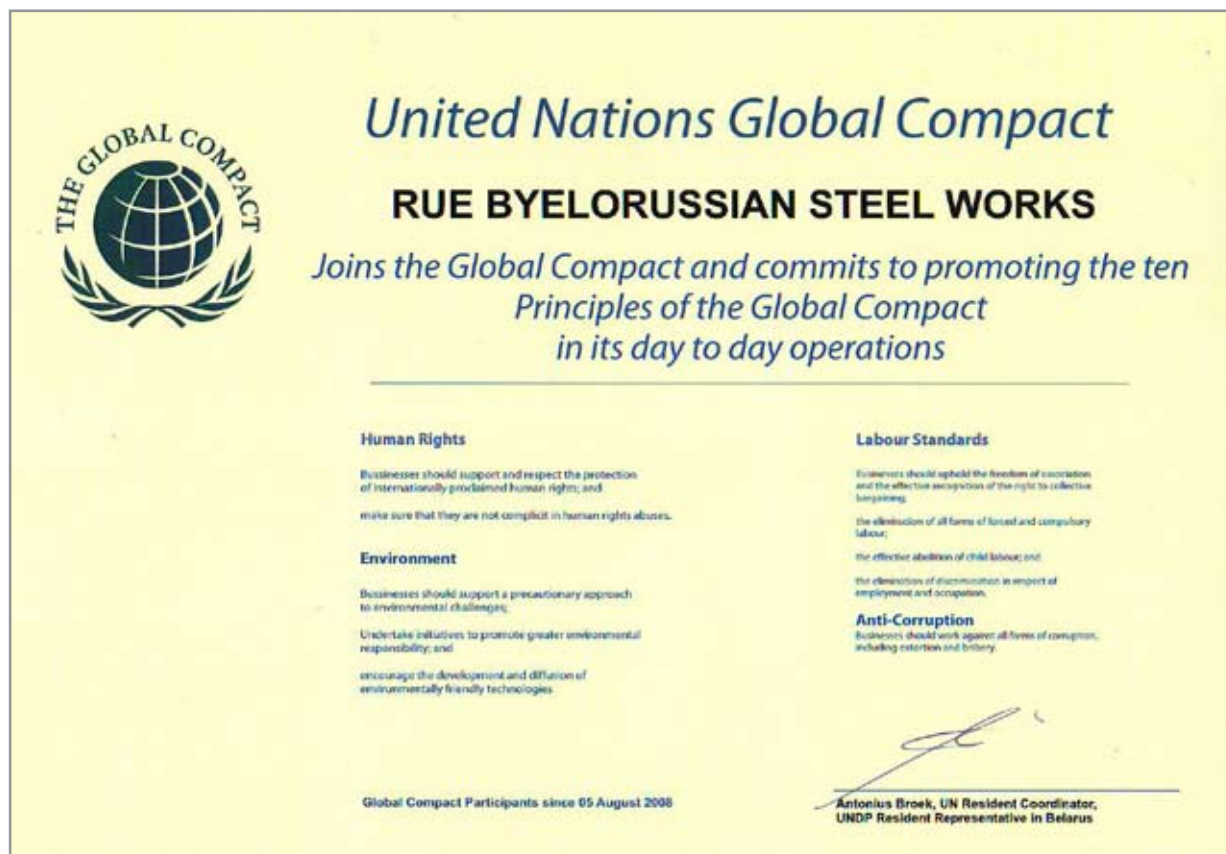 THE GLOBAL COMPACT
United Nations Global Compact
RUE BYELORUSSIAN STEEL WORKS
Joins the Global Compact and commits to promoting the ten
Principles of the Global Compact
in its day to day operations
Human Rights
Bussinesses should support and respect the protection
of internationally proclaimed human rights; and
make sure that they are not complicit in human rights abuses.
Environment
Bussinesses should support a precautionary approach
to environmental challenges;
Undertake initiatives to promote greater environmental
responsibility; and
encourage the development and diffusion of
environmentally friendly technologies
Labour Standards
Businesses should uphold the freedom of association
and the effective recognition of the right to collective
bargaining;
the elimination of all forms of forced and compulsory
labour;
the effective abolition of child labour; and
the elimination of discrimination in respect of
employment and occupation.
Anti-Corruption
Businesses should work against all forms of corruption,
including extortion and bribery.
Global Compact Participants since 05 August 2008
Antonius Broek, UN Resident Coordinator,
UNDP Resident Representative in Belarus